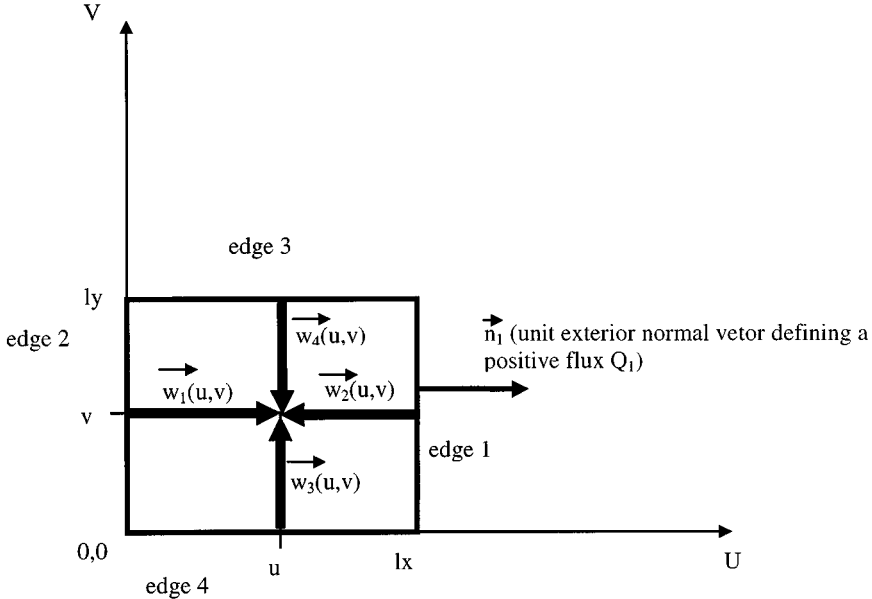 V
edge 3
ly
edge 2
w₄(u,v)
n₁ (unit exterior normal vetor defining a
positive flux Q₁)
w₁(u,v)
w₂(u,v)
v
edge 1
w₃(u,v)
0,0
u
lx
U
edge 4